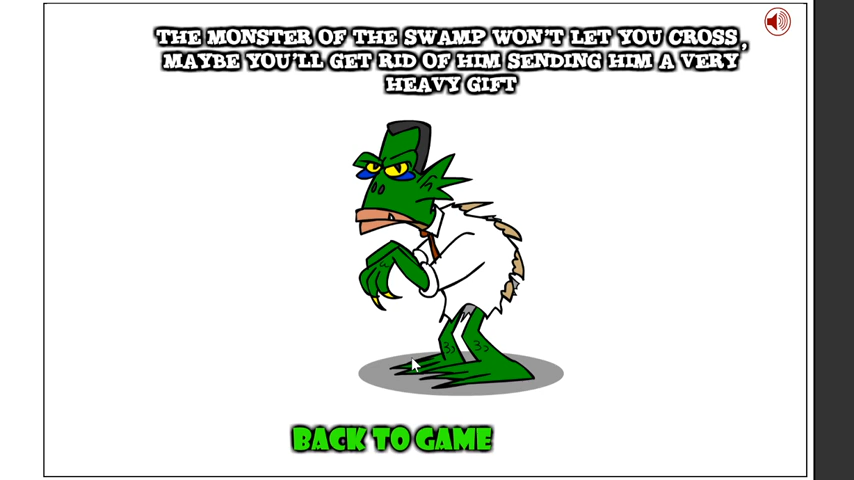 THE MONSTER OF THE SWAMP WON'T LET YOU CROSS,
MAYBE YOU'LL GET RID OF HIM SENDING HIM A VERY
HEAVY GIFT
BACK TO GAME